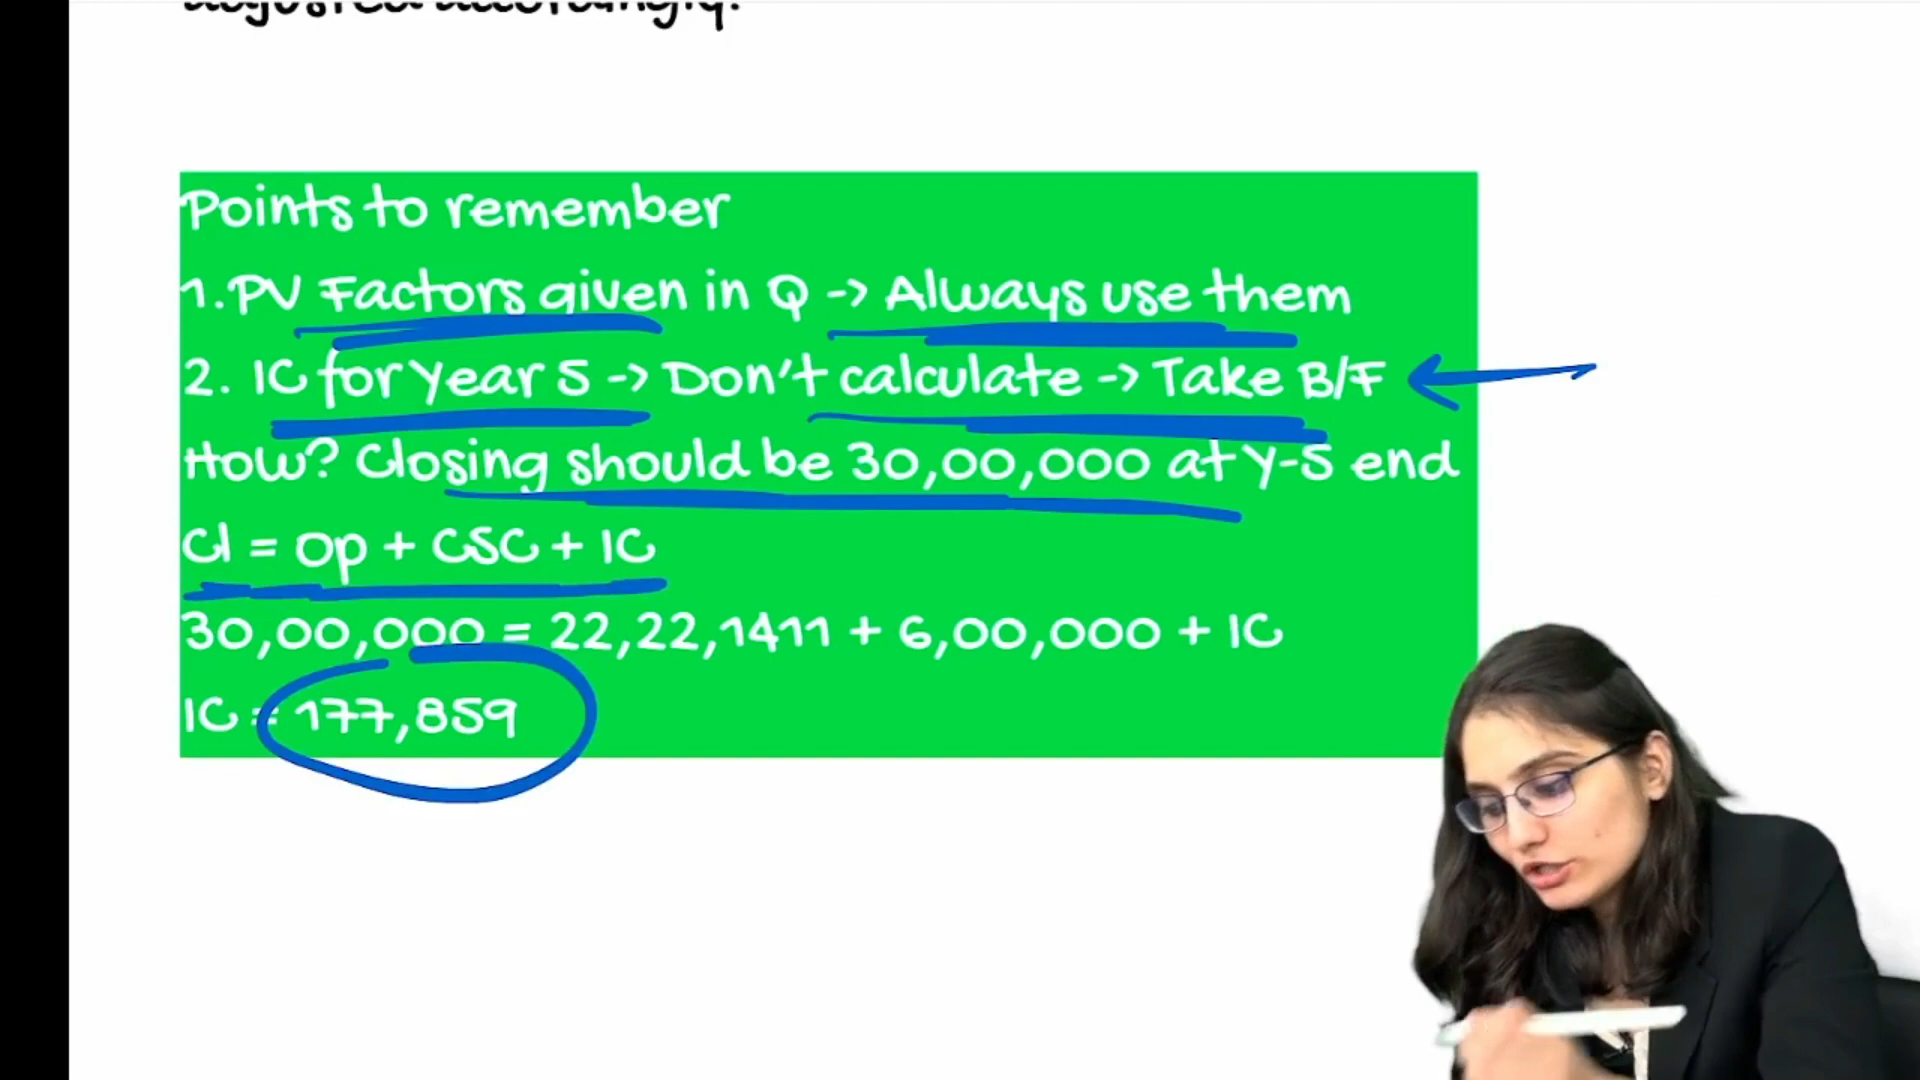 adjusted accordingly.
Points to remember
1.PV Factors given in Q -> Always use them
2. IC for Year 5 -> Don't calculate -> Take B/F
How? Closing should be 30,00,000 at Y-5 end
Cl = Op + CSC + IC
30,00,000 = 22,22,1411 + 6,00,000 + IC
IC = 177,859